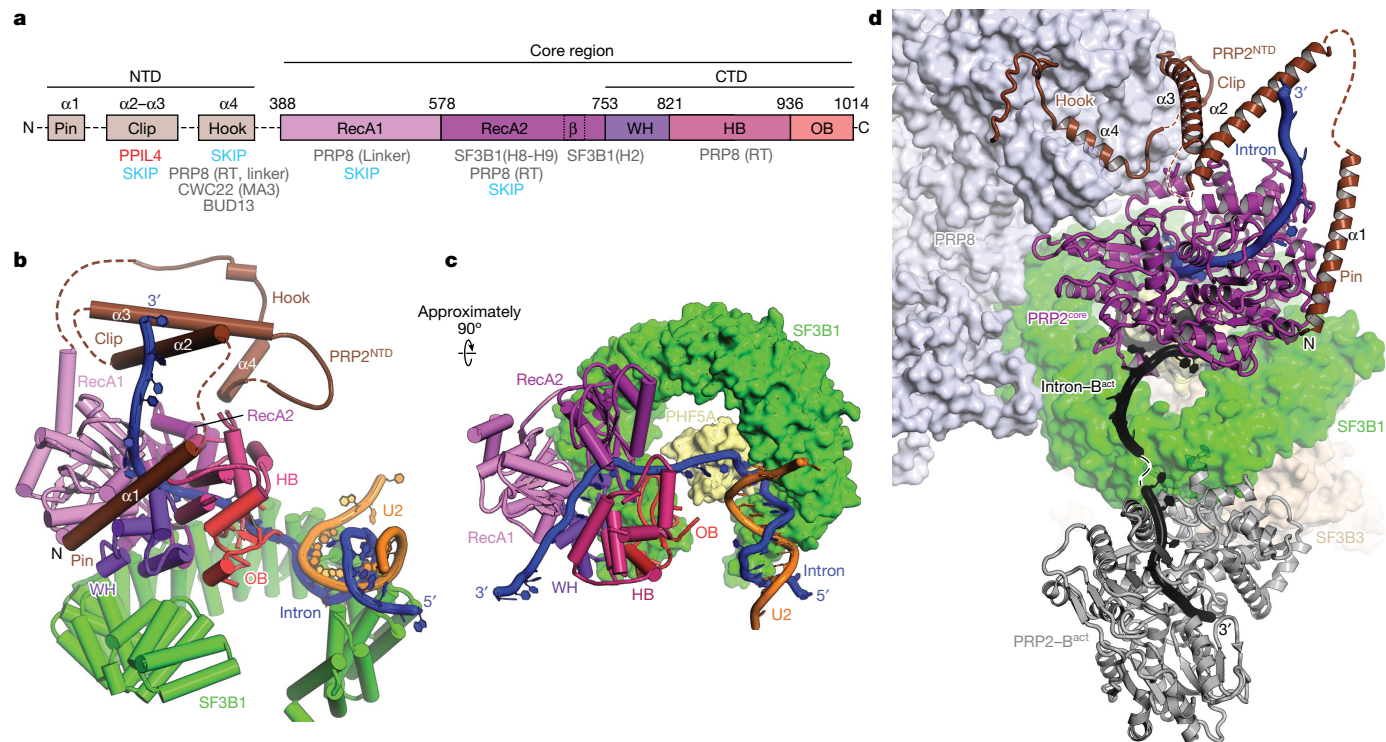 a
Core region
NTD
CTD
α1
α2–α3
α4
388
578
753
821
936
1014
N
Pin
Clip
Hook
RecA1
RecA2
β
WH
HB
OB
C
PPIL4
SKIP
SKIP
PRP8 (RT, linker)
CWC22 (MA3)
BUD13
PRP8 (Linker)
SKIP
SF3B1(H8-H9)
PRP8 (RT)
SKIP
SF3B1(H2)
PRP8 (RT)
b
Hook
3′
α3
Clip
α2
α4
PRP2NTD
RecA1
RecA2
HB
α1
U2
N
Pin
WH
OB
Intron
5′
SF3B1
c
Approximately
90º
SF3B1
RecA2
PHF5A
RecA1
OB
Intron
3′
WH
HB
5′
U2
d
PRP2NTD
Clip
Hook
α3
α2
3′
α4
Intron
PRP8
α1
Pin
PRP2core
N
Intron–Bact
SF3B1
SF3B3
3′
PRP2–Bact